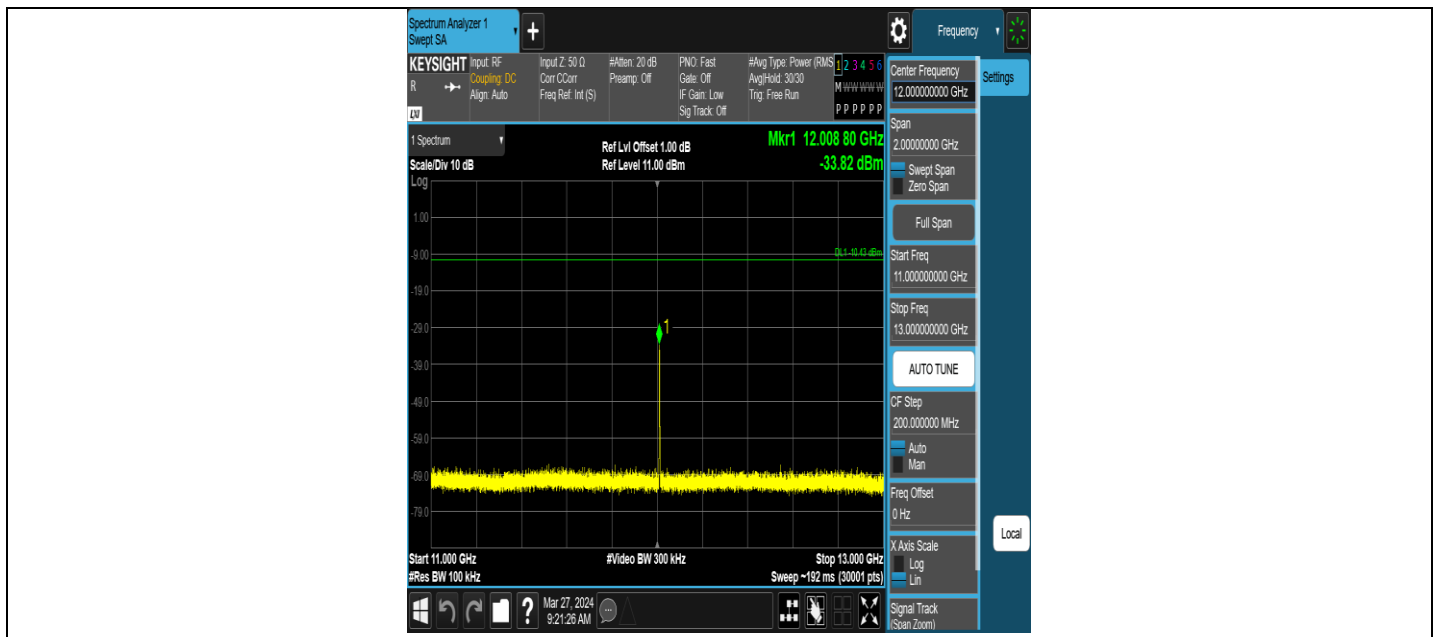 Spectrum Analyzer 1
Swept SA
+
Frequency
KEYSIGHT
R
LXI
Input: RF
Coupling: DC
Align: Auto
Input Z: 50 Ω
Corr CCorr
Freq Ref: Int (S)
#Atten: 20 dB
Preamp: Off
PNO: Fast
Gate: Off
IF Gain: Low
Sig Track: Off
#Avg Type: Power (RMS
Avg|Hold: 30/30
Trig: Free Run
1 2 3 4 5 6
M W W W W W
P P P P P P
1 Spectrum
Scale/Div 10 dB
Log
Ref Lvl Offset 1.00 dB
Ref Level 11.00 dBm
Mkr1 12.008 80 GHz
-33.82 dBm
1.00
-9.00
DL1 -10.43 dBm
-19.0
-29.0
1
-39.0
-49.0
-59.0
-69.0
-79.0
Start 11.000 GHz
#Video BW 300 kHz
Stop 13.000 GHz
#Res BW 100 kHz
Sweep ~192 ms (30001 pts)
?
Mar 27, 2024
9:21:26 AM
Center Frequency
12.00000000 GHz
Settings
Span
2.00000000 GHz
Swept Span
Zero Span
Full Span
Start Freq
11.000000000 GHz
Stop Freq
13.000000000 GHz
AUTO TUNE
CF Step
200.000000 MHz
Auto
Man
Freq Offset
0 Hz
X Axis Scale
Log
Lin
Signal Track
(Span Zoom)
Local